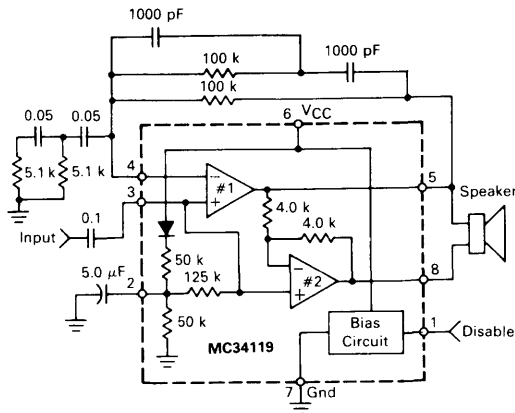 1000 pF
1000 pF
100 k
100 k
0.05 0.05
6 VCC
5.1 k 5.1 k
4
−
#1
+
5
Speaker
3
4.0 k
4.0 k
Input
0.1
50 k
5.0 μF
125 k
−
#2
+
8
2
50 k
Bias
Circuit
1
Disable
MC34119
7 Gnd